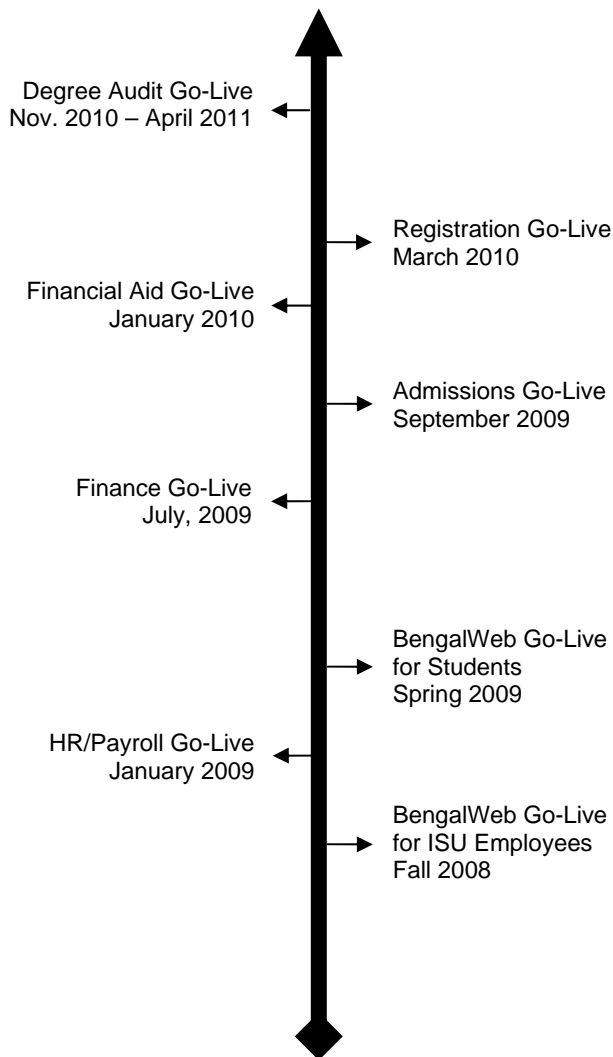 Degree Audit Go-Live
Nov. 2010 – April 2011
Registration Go-Live
March 2010
Financial Aid Go-Live
January 2010
Admissions Go-Live
September 2009
Finance Go-Live
July, 2009
BengalWeb Go-Live
for Students
Spring 2009
HR/Payroll Go-Live
January 2009
BengalWeb Go-Live
for ISU Employees
Fall 2008